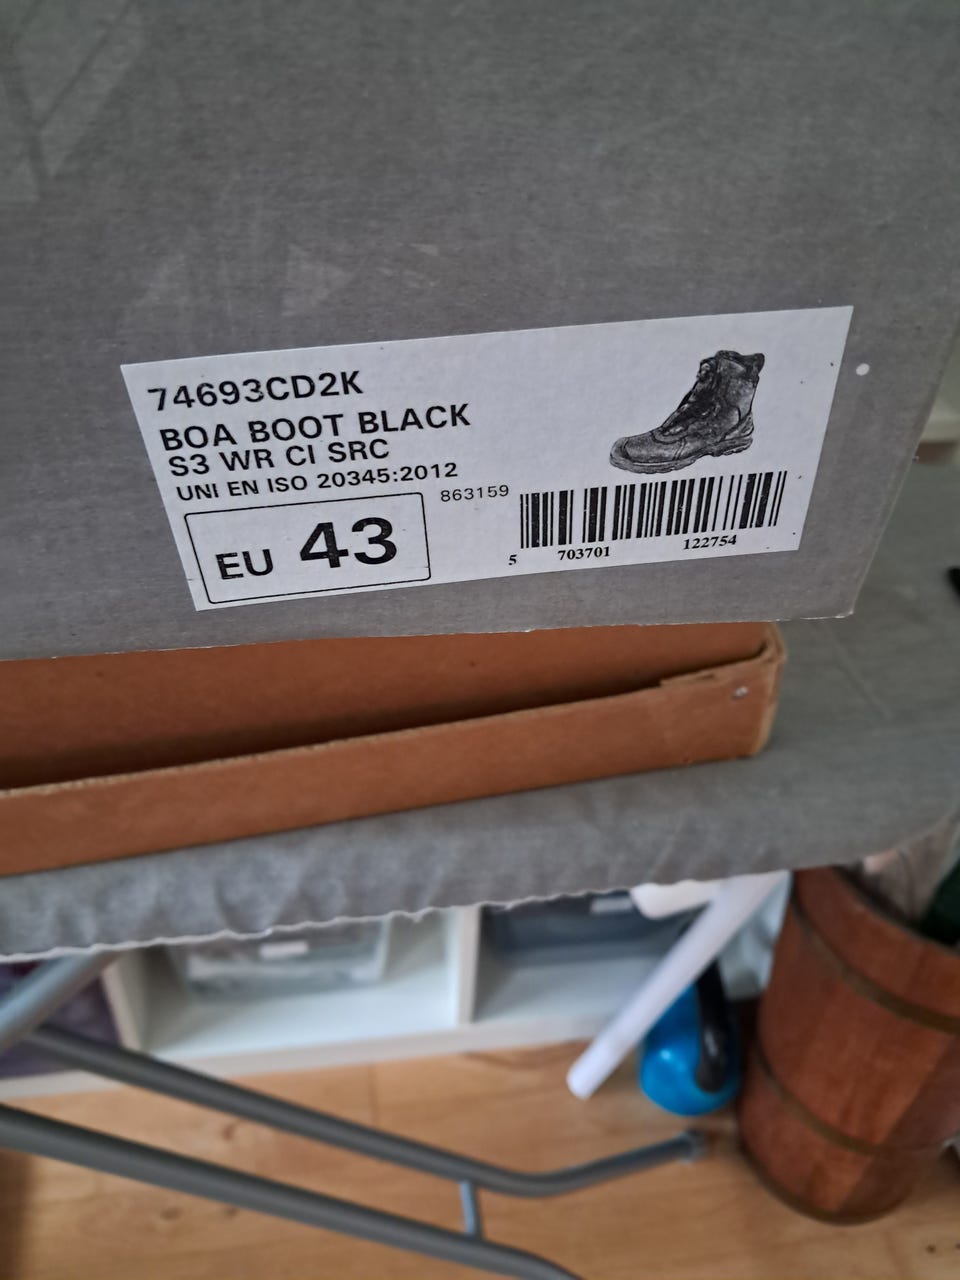 74693CD2K
BOA BOOT BLACK
S3 WR CI SRC
UNI EN ISO 20345:2012
863159
EU 43
5 703701 122754